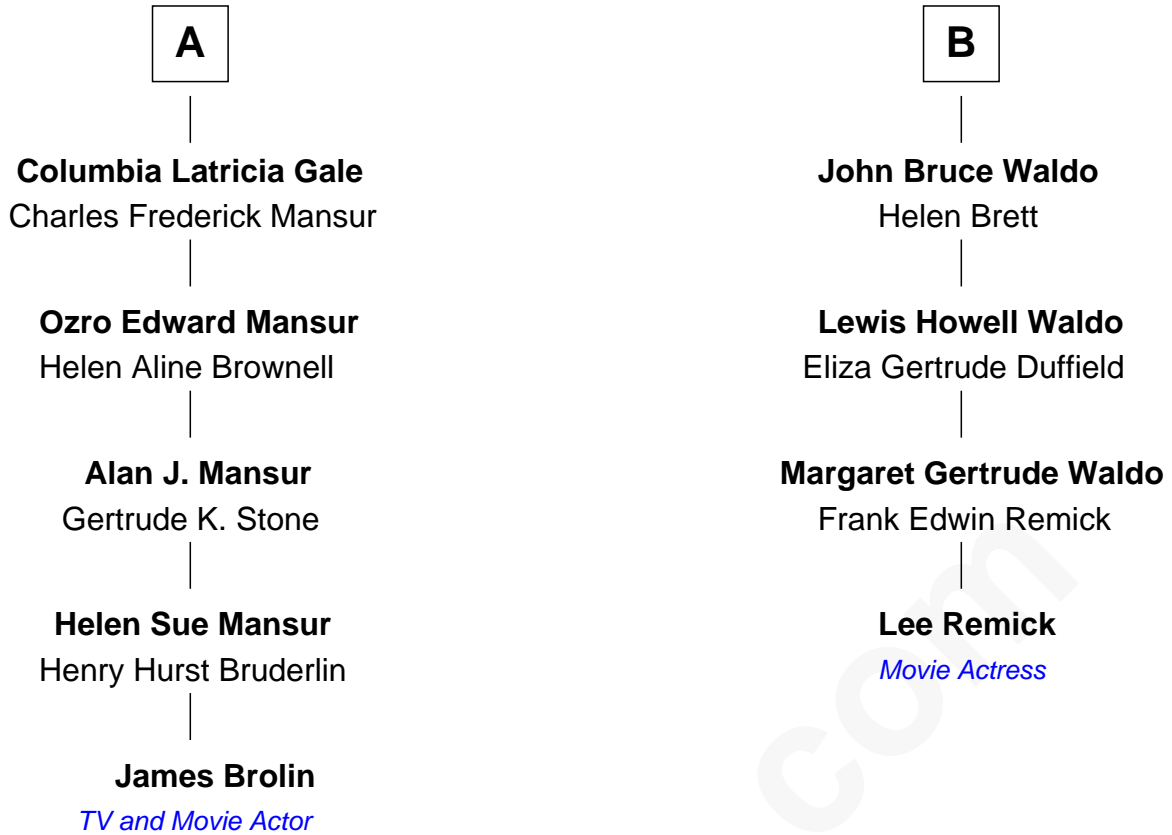 A
Columbia Latricia Gale
Charles Frederick Mansur
Ozro Edward Mansur
Helen Aline Brownell
Alan J. Mansur
Gertrude K. Stone
Helen Sue Mansur
Henry Hurst Bruderlin
James Brolin
TV and Movie Actor
B
John Bruce Waldo
Helen Brett
Lewis Howell Waldo
Eliza Gertrude Duffield
Margaret Gertrude Waldo
Frank Edwin Remick
Lee Remick
Movie Actress
com